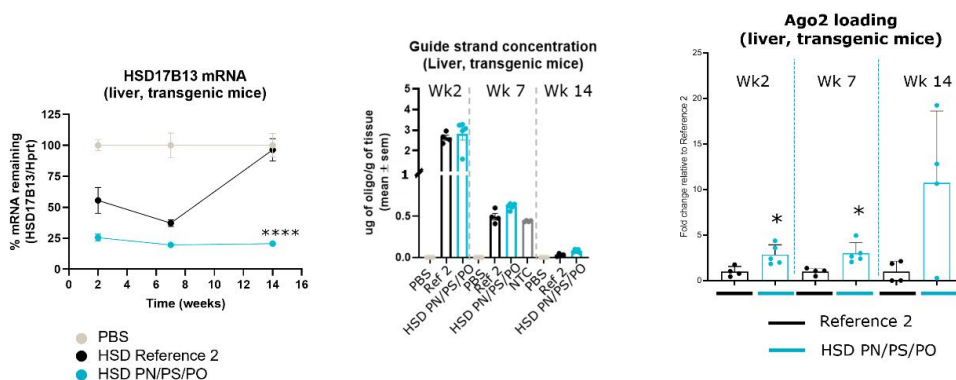 HSD17B13 mRNA
(liver, transgenic mice)
% mRNA remaining
(HSD17B13/Hprt)
125
100
75
50
25
0
****
0 2 4 6 8 10 12 14 16
Time (weeks)
PBS
HSD Reference 2
HSD PN/PS/PO
Guide strand concentration
(Liver, transgenic mice)
Wk2 Wk 7 Wk 14
ug of oligo/g of tissue
(mean ± sem)
4
3
2
1
0.5
0.0
PBS
Ref 2
HSD PN/PS/PO
PBS
Ref 2
HSD PN/PS/PO
NTC
PBS
Ref 2
HSD PN/PS/PO
Ago2 loading
(liver, transgenic mice)
Wk2 Wk 7 Wk 14
Fold change relative to Reference 2
25
20
15
10
5
0
* *
Reference 2
HSD PN/PS/PO